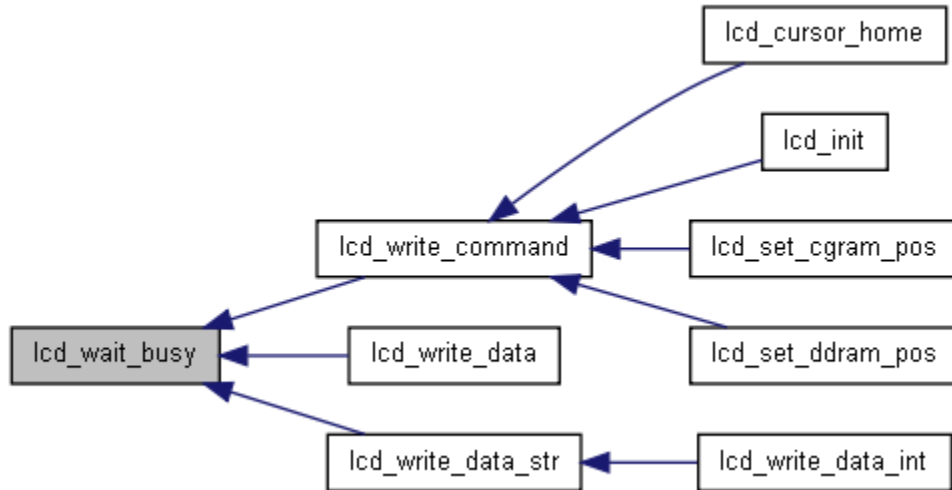 lcd_cursor_home
lcd_init
lcd_write_command
lcd_set_cgram_pos
lcd_wait_busy
lcd_write_data
lcd_set_ddram_pos
lcd_write_data_str
lcd_write_data_int